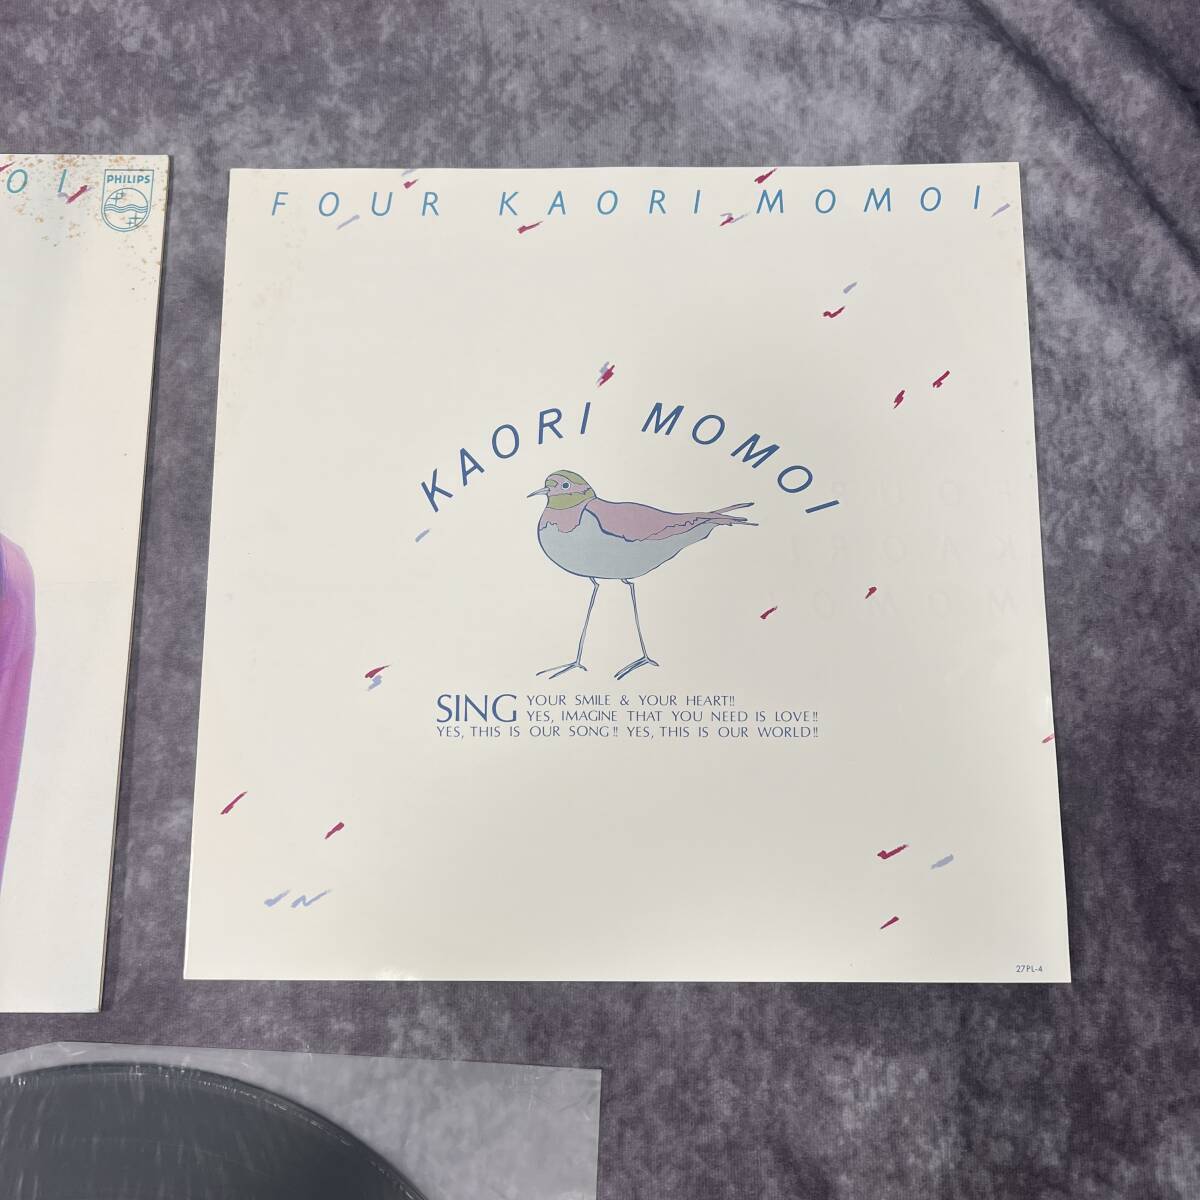 OI
PHILIPS
FOUR KAORI MOMOI
KAORI MOMOI
SING YOUR SMILE & YOUR HEART!!
YES, IMAGINE THAT YOU NEED IS LOVE!!
YES, THIS IS OUR SONG!! YES, THIS IS OUR WORLD!!
27PL-4